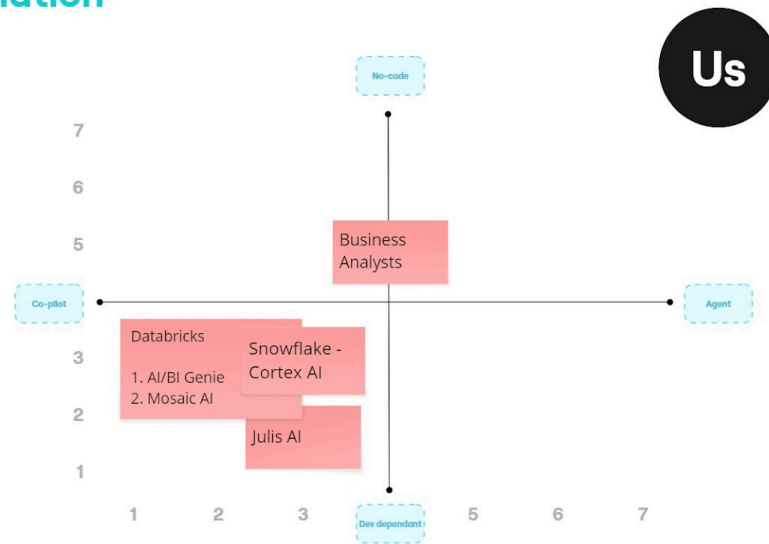 No-code
Us
7
6
5
Business
Analysts
Co-pilot
Agent
Databricks
1. AI/BI Genie
2. Mosaic AI
Snowflake -
Cortex AI
3
2
Julis AI
1
1
2
3
Dev dependant
5
6
7